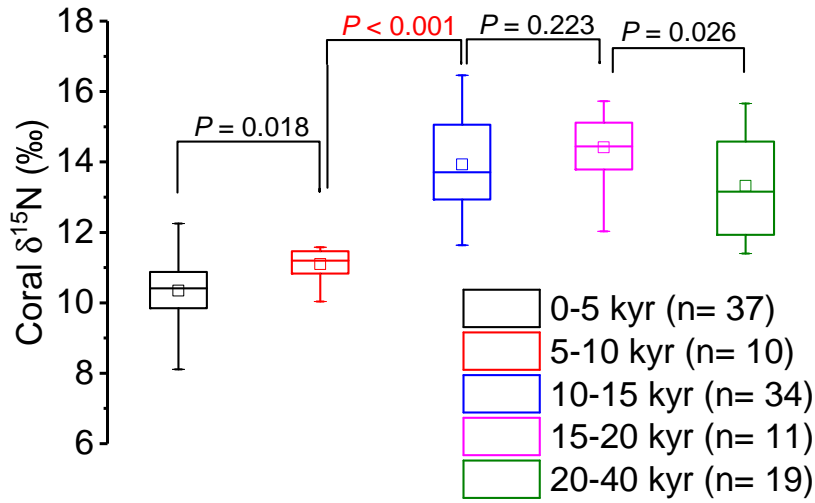 P < 0.001
P = 0.223
P = 0.026
P = 0.018
Coral δ¹⁵N (‰)
18
16
14
12
10
8
6
0-5 kyr (n= 37)
5-10 kyr (n= 10)
10-15 kyr (n= 34)
15-20 kyr (n= 11)
20-40 kyr (n= 19)